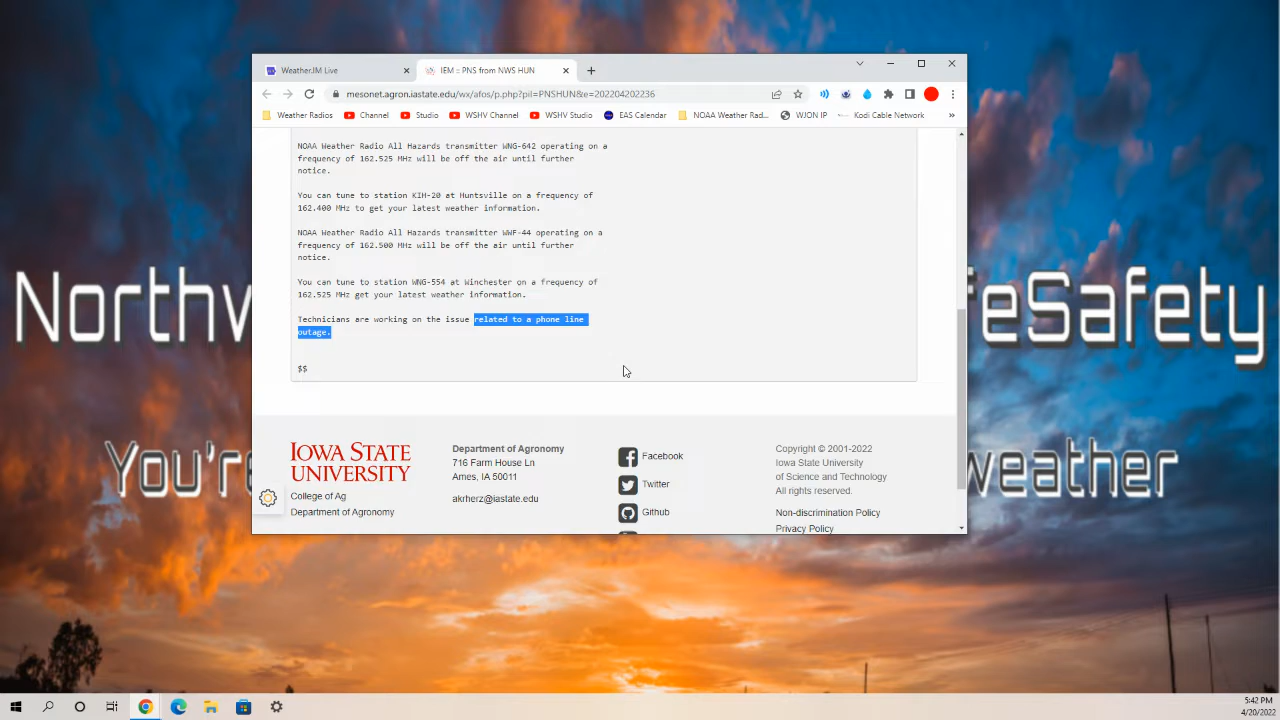 WeatherJM Live
IEM :: PNS from NWS HUN
mesonet.agron.iastate.edu/wx/afos/p.php?pil=PNSHUN&e=202204202236
Weather Radios
Channel
Studio
WSHV Channel
WSHV Studio
EAS Calendar
NOAA Weather Rad...
WJON IP
Kodi Cable Network
»
NOAA Weather Radio All Hazards transmitter WNG-642 operating on a
frequency of 162.525 MHz will be off the air until further
notice.
You can tune to station KIH-20 at Huntsville on a frequency of
162.400 MHz to get your latest weather information.
NOAA Weather Radio All Hazards transmitter WWF-44 operating on a
frequency of 162.500 MHz will be off the air until further
notice.
You can tune to station WNG-554 at Winchester on a frequency of
162.525 MHz get your latest weather information.
Technicians are working on the issue related to a phone line
outage.
$$
IOWA STATE
UNIVERSITY
College of Ag
Department of Agronomy
Department of Agronomy
716 Farm House Ln
Ames, IA 50011
akrherz@iastate.edu
Facebook
Twitter
Github
Copyright © 2001-2022
Iowa State University
of Science and Technology
All rights reserved.
Non-discrimination Policy
Privacy Policy
Northw
feSafety
You're
weather
5:42 PM
4/20/2022